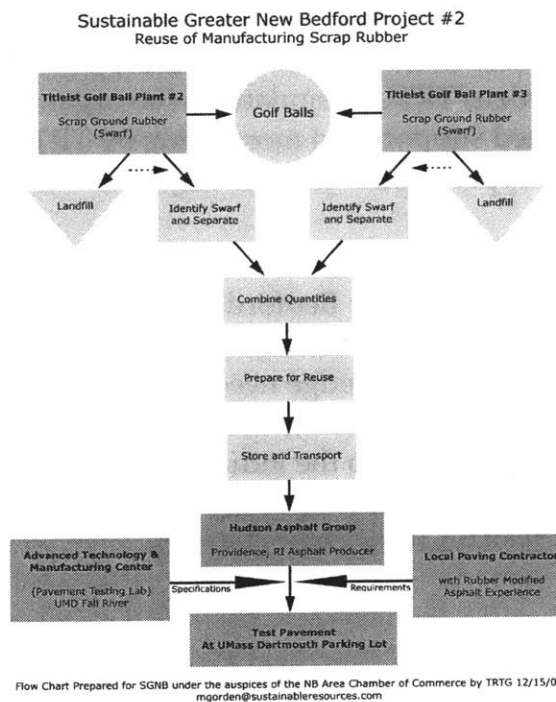 Sustainable Greater New Bedford Project #2
Reuse of Manufacturing Scrap Rubber
Titleist Golf Ball Plant #2
Scrap Ground Rubber
(Swarf)
Golf Balls
Titleist Golf Ball Plant #3
Scrap Ground Rubber
(Swarf)
Landfill
Identify Swarf
and Separate
Identify Swarf
and Separate
Landfill
Combine Quantities
Prepare for Reuse
Store and Transport
Hudson Asphalt Group
Providence, RI Asphalt Producer
Advanced Technology &
Manufacturing Center
(Pavement Testing Lab)
UMD Fall River
Specifications
Requirements
Local Paving Contractor
with Rubber Modified
Asphalt Experience
Test Pavement
At UMass Dartmouth Parking Lot
Flow Chart Prepared for SGNB under the auspices of the NB Area Chamber of Commerce by TRTG
mgorden@sustainableresources.com